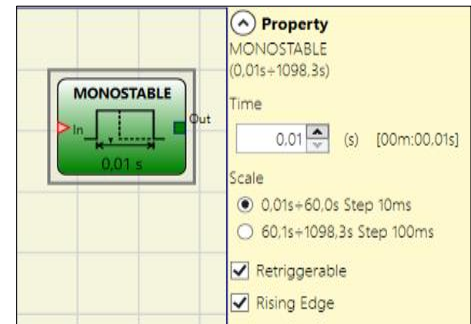 MONOSTABLE
In
Out
0,01 s
Property
MONOSTABLE
(0,01s÷1098,3s)
Time
0.01 (s) [00m:00.01s]
Scale
0,01s÷60,0s Step 10ms
60,1s÷1098,3s Step 100ms
Retriggerable
Rising Edge